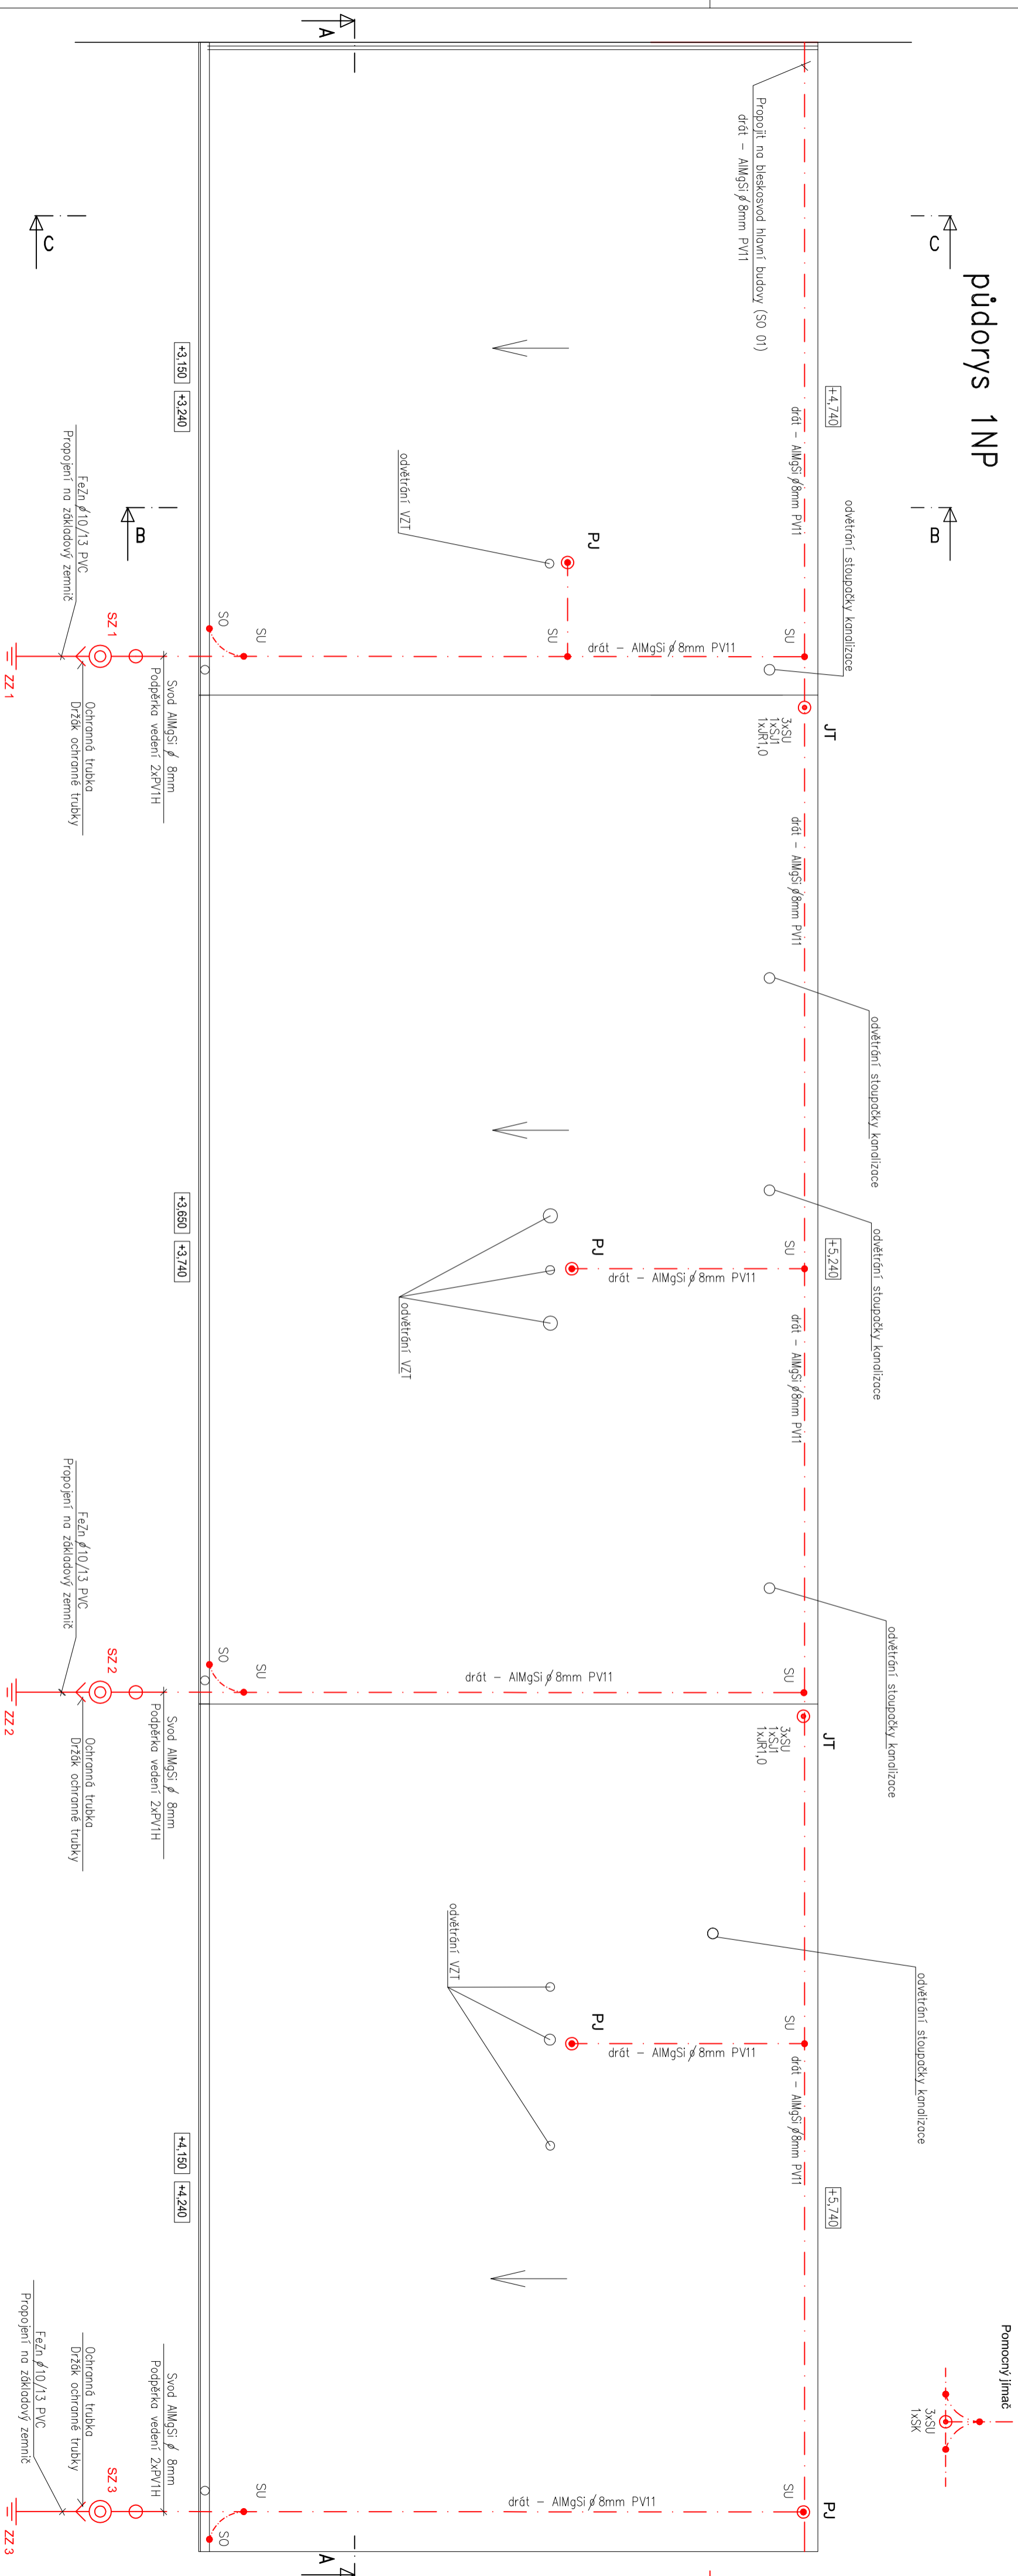 půdorys 1NP
A
C
C
B
B
Propojit na bleskosvod hlavní budovy (SO 01)
drát - AlMgSi ø8mm PV11
+4,740
drát - AlMgSi ø8mm PV11
odvětrání stoupačky kanalizace
+3,150
+3,240
odvětrání VZT
PJ
SU
drát - AlMgSi ø8mm PV11
SU
SO
SU
FeZn ø10/13 PVC
Propojení na základový zemnič
SZ 1
ZZ 1
Svod AlMgSi ø 8mm
Podpěrka vedení 2xPV1H
Ochranná trubka
Držák ochranné trubky
JT
3xSU
1xSJ1
1xJR1,0
drát - AlMgSi ø8mm PV11
odvětrání stoupačky kanalizace
odvětrání stoupačky kanalizace
+5,240
SU
PJ
drát - AlMgSi ø8mm PV11
drát - AlMgSi ø8mm PV11
odvětrání VZT
+3,650
+3,740
odvětrání stoupačky kanalizace
drát - AlMgSi ø8mm PV11
SU
SO
SU
FeZn ø10/13 PVC
Propojení na základový zemnič
SZ 2
ZZ 2
Svod AlMgSi ø 8mm
Podpěrka vedení 2xPV1H
Ochranná trubka
Držák ochranné trubky
JT
3xSU
1xSJ1
1xJR1,0
odvětrání stoupačky kanalizace
odvětrání VZT
PJ
SU
drát - AlMgSi ø8mm PV11
drát - AlMgSi ø8mm PV11
+5,740
+4,150
+4,240
Pomocný jímač
3xSU
1xSK
drát - AlMgSi ø8mm PV11
PJ
SU
SU
SO
Svod AlMgSi ø 8mm
Podpěrka vedení 2xPV1H
Ochranná trubka
Držák ochranné trubky
FeZn ø10/13 PVC
Propojení na základový zemnič
SZ 3
ZZ 3
A